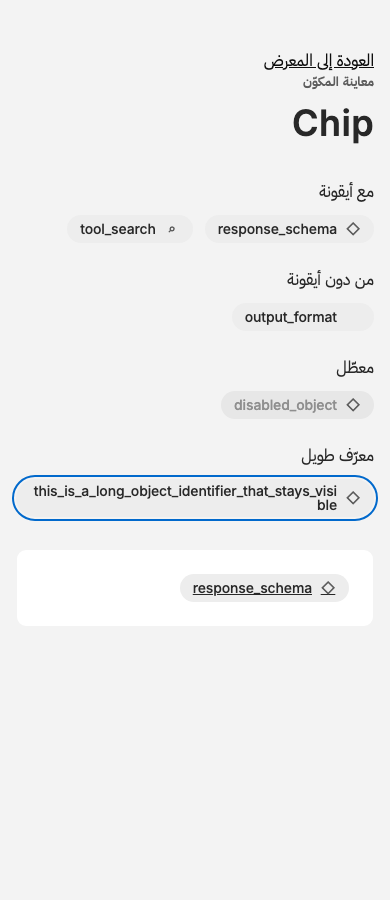 العودة إلى المعرض
معاينة المكوّن
Chip
مع أيقونة
response_schema
tool_search
من دون أيقونة
output_format
معطّل
disabled_object
معرّف طويل
this_is_a_long_object_identifier_that_stays_visi
ble
response_schema